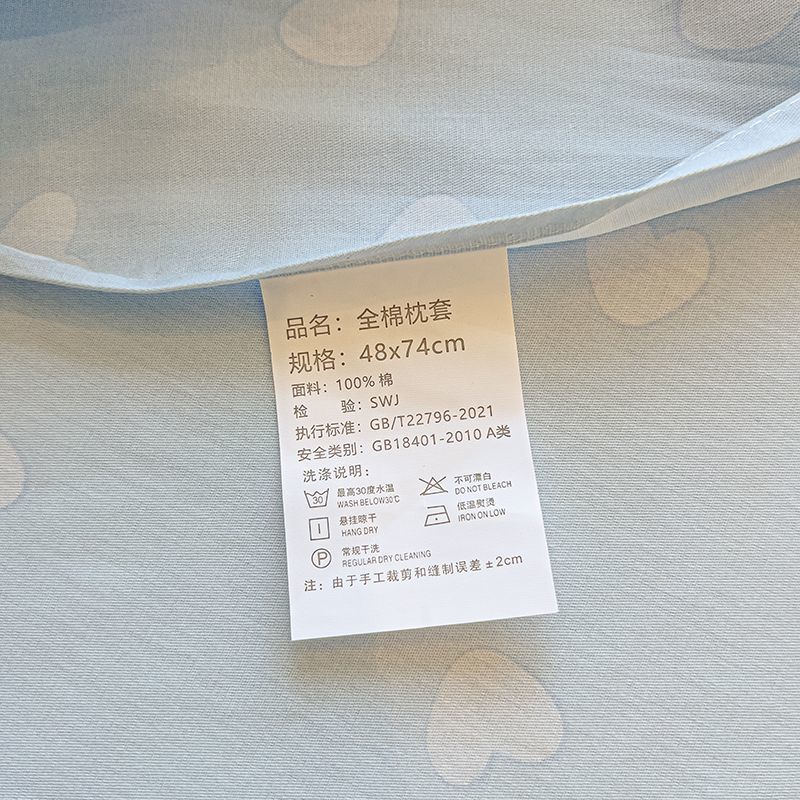 品名：全棉枕套
规格：48x74cm
面料：100% 棉
检 验：SWJ
执行标准：GB/T22796-2021
安全类别：GB18401-2010 A类
洗涤说明：
30 最高30度水温 不可漂白
WASH BELOW30℃ DO NOT BLEACH
悬挂晾干 低温熨烫
HANG DRY IRON ON LOW
P 常规干洗
REGULAR DRY CLEANING
注：由于手工裁剪和缝制误差±2cm